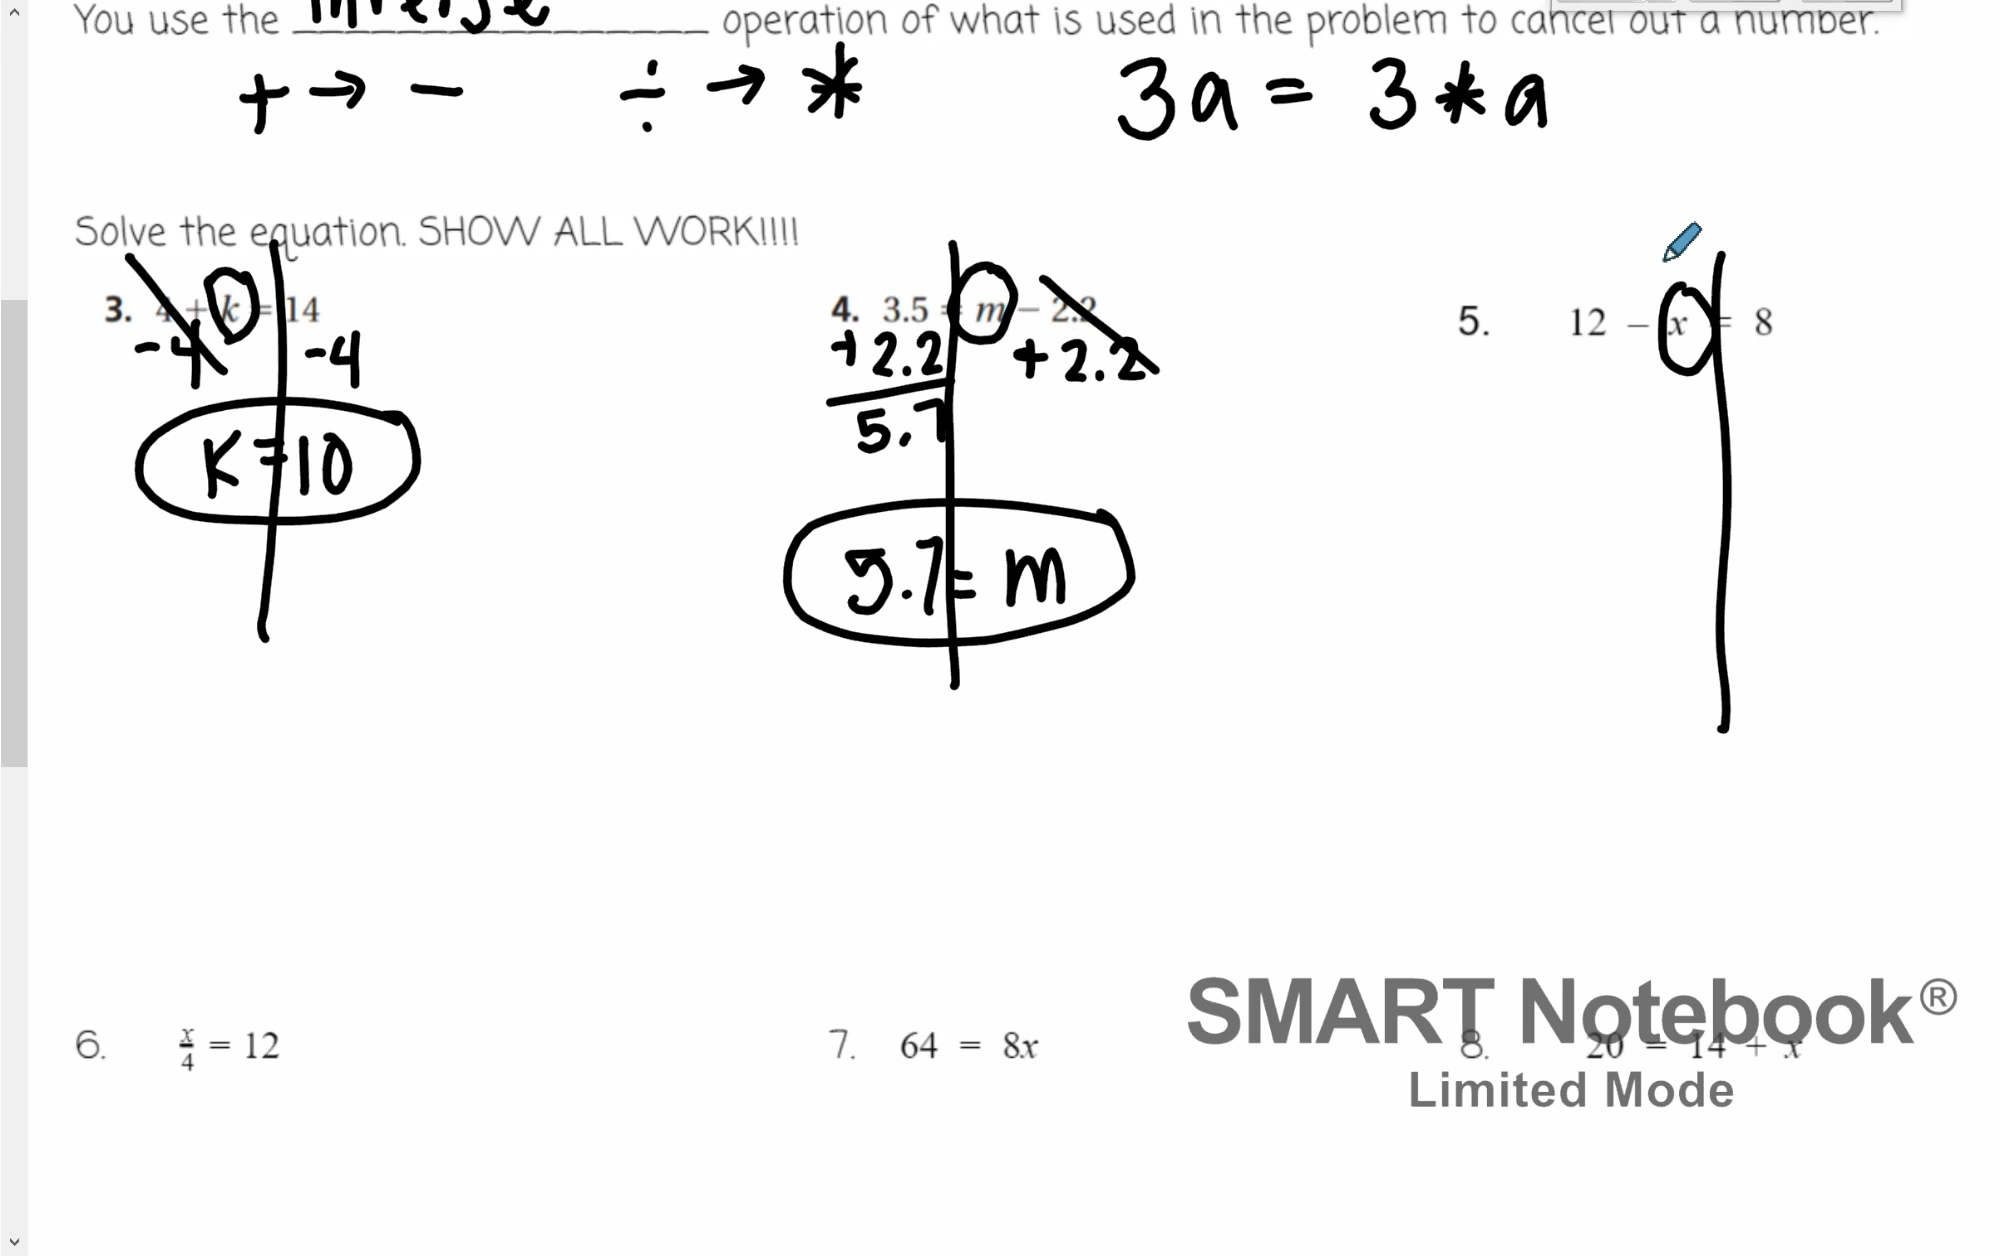 You use the inverse operation of what is used in the problem to cancel out a number.
+ → - ÷ → * 3a = 3 * a
Solve the equation. SHOW ALL WORK!!!!
3. 4 + k = 14
-4 -4
K = 10
4. 3.5 = m - 2.2
+2.2 +2.2
5.7
5.7 = m
5. 12 - x = 8
6. x/4 = 12
7. 64 = 8x
8. 20 = 14 + x
SMART Notebook®
Limited Mode